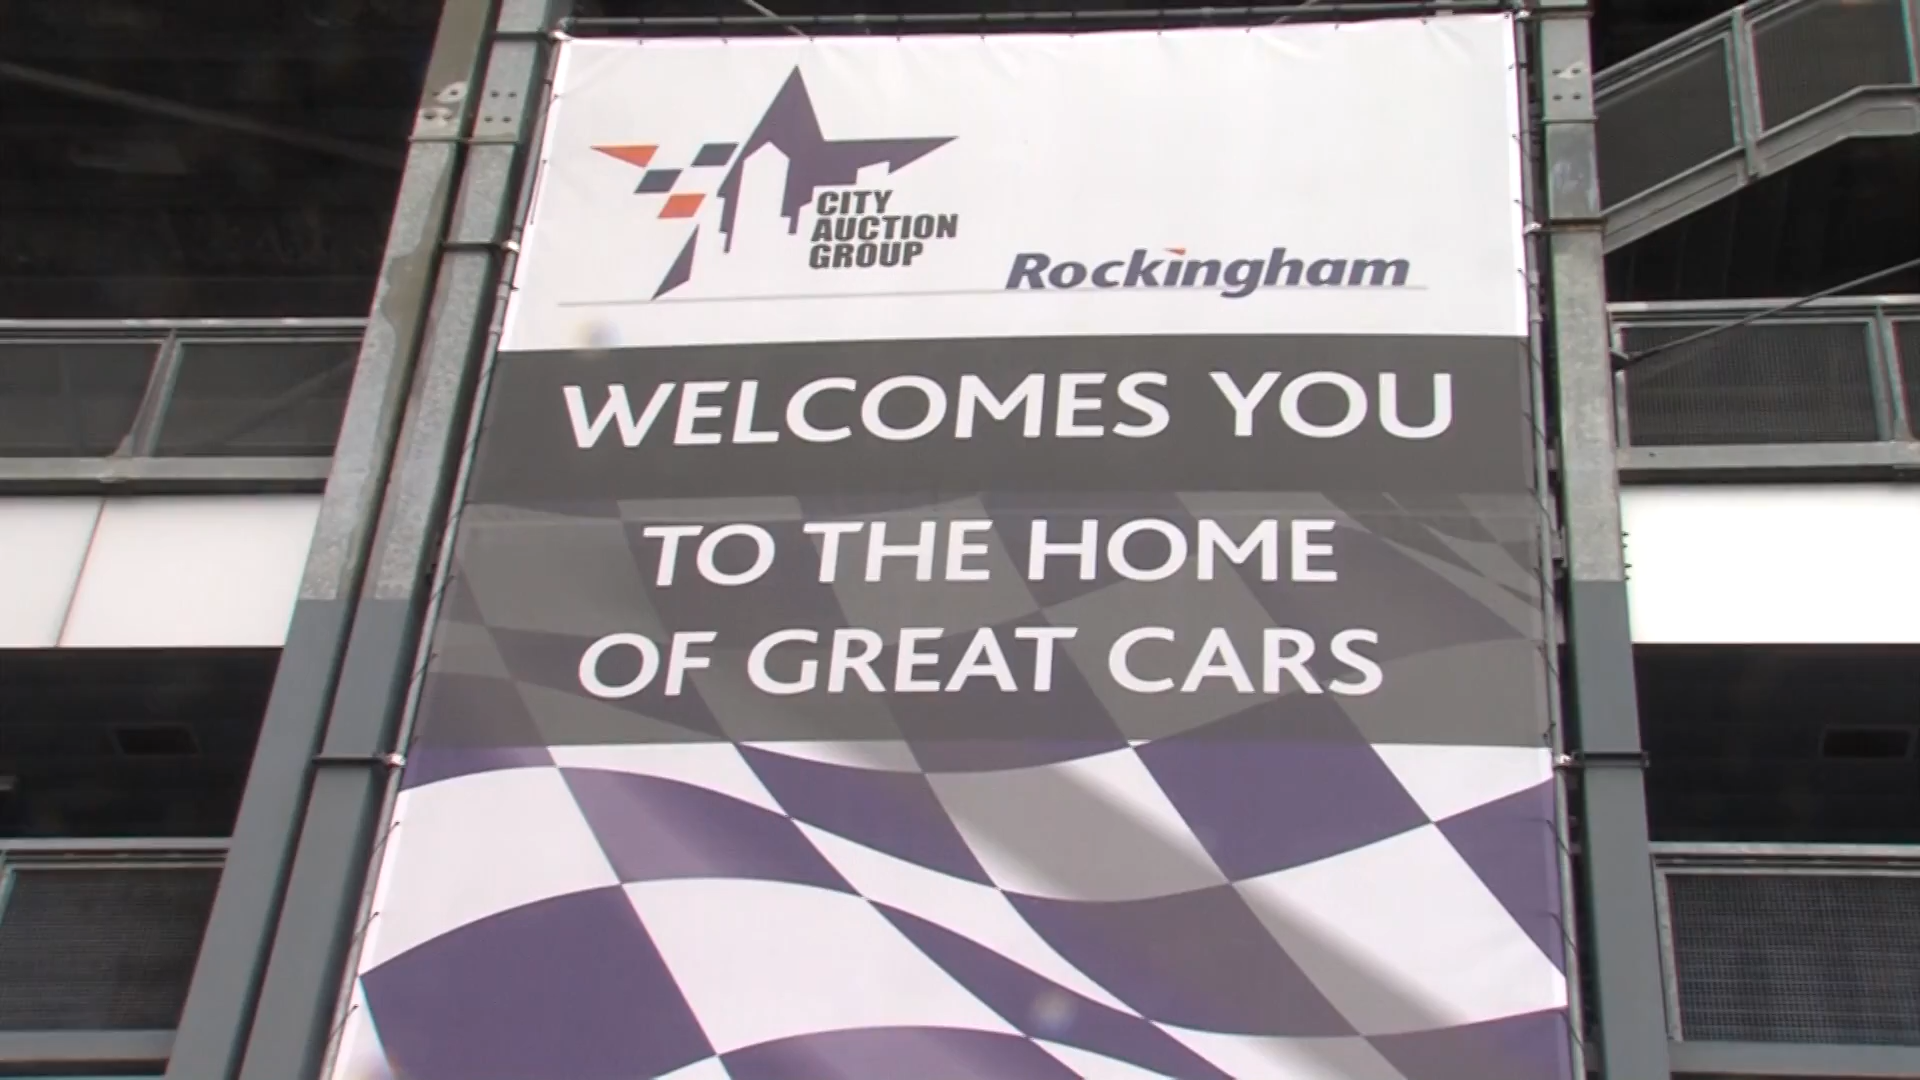 CITY
AUCTION
GROUP
Rockingham
WELCOMES YOU
TO THE HOME
OF GREAT CARS